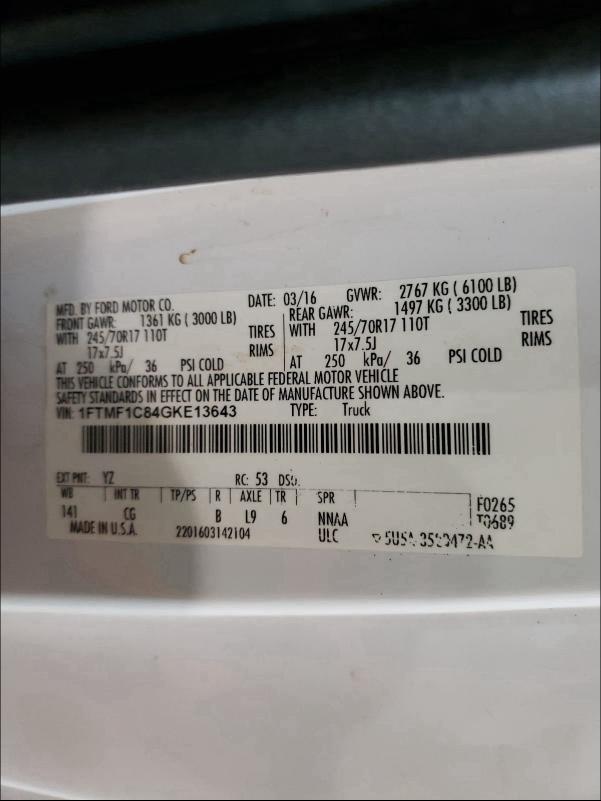 MFD. BY FORD MOTOR CO. DATE: 03/16 GVWR: 2767 KG ( 6100 LB)
FRONT GAWR: 1361 KG ( 3000 LB) REAR GAWR: 1497 KG ( 3300 LB)
WITH 245/70R17 110T TIRES WITH 245/70R17 110T TIRES
17x7.5J RIMS 17x7.5J RIMS
AT 250 kPa/ 36 PSI COLD AT 250 kPa/ 36 PSI COLD
THIS VEHICLE CONFORMS TO ALL APPLICABLE FEDERAL MOTOR VEHICLE
SAFETY STANDARDS IN EFFECT ON THE DATE OF MANUFACTURE SHOWN ABOVE.
VIN: 1FTMF1C84GKE13643 TYPE: Truck
EXT PNT: YZ RC: 53 DSO:
WB INT TR TP/PS R AXLE TR SPR F0265
141 CG B L9 6 NNAA T0689
MADE IN U.S.A. 2201603142104 ULC